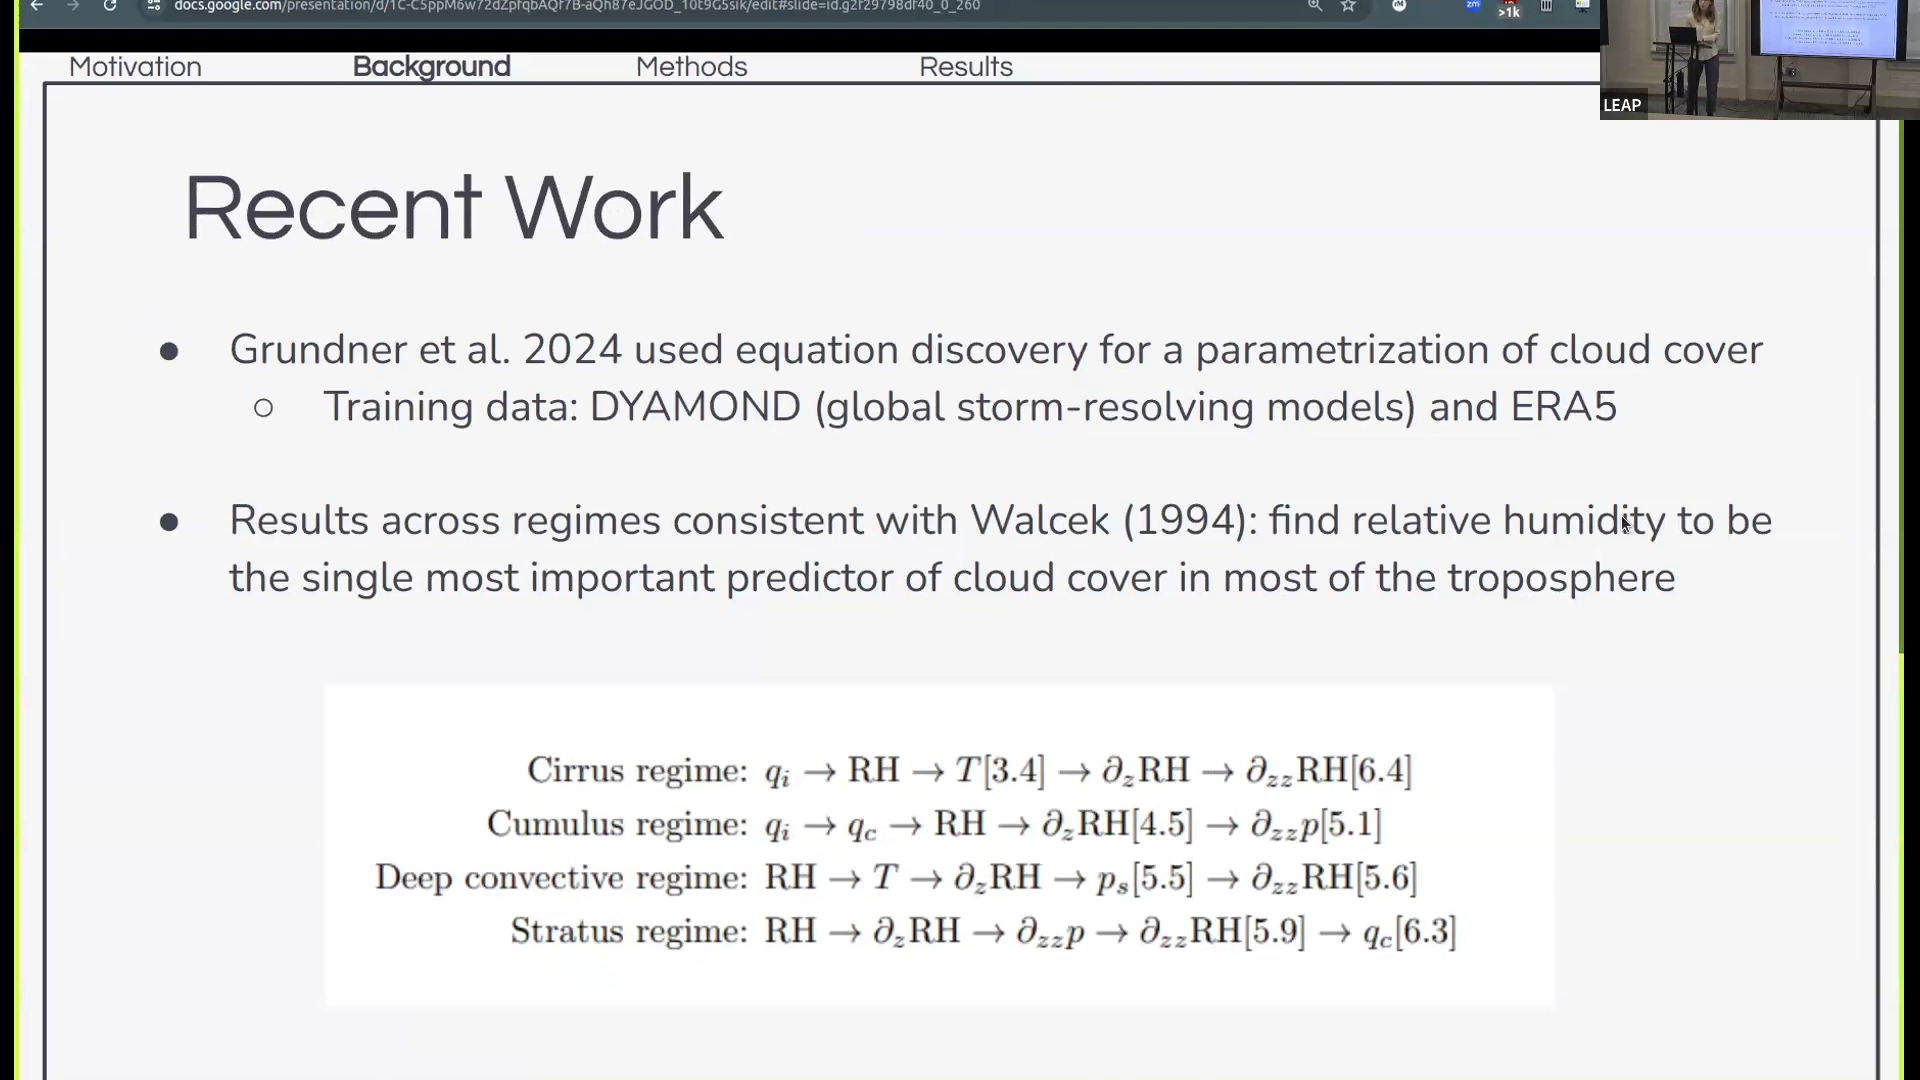 docs.google.com/presentation/d/1C-C5ppM6w72dZpfqbAQf7B-aQh87eJGOD_10t9G5sik/edit#slide=id.g2f29798df40_0_260
zm
>1k
Motivation Background Methods Results
LEAP
Recent Work
● Grundner et al. 2024 used equation discovery for a parametrization of cloud cover
○ Training data: DYAMOND (global storm-resolving models) and ERA5
● Results across regimes consistent with Walcek (1994): find relative humidity to be
the single most important predictor of cloud cover in most of the troposphere
Cirrus regime: qᵢ → RH → T[3.4] → ∂_zRH → ∂_zzRH[6.4]
Cumulus regime: qᵢ → q_c → RH → ∂_zRH[4.5] → ∂_zzp[5.1]
Deep convective regime: RH → T → ∂_zRH → p_s[5.5] → ∂_zzRH[5.6]
Stratus regime: RH → ∂_zRH → ∂_zzp → ∂_zzRH[5.9] → q_c[6.3]